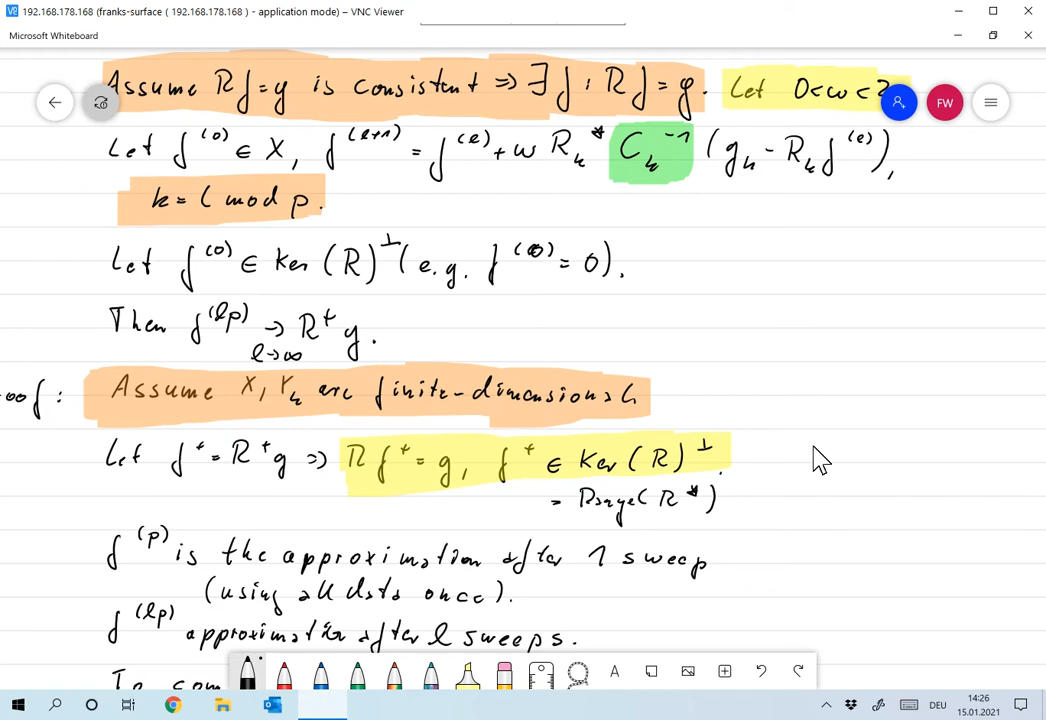 192.168.178.168 (franks-surface ( 192.168.178.168 ) - application mode) – VNC Viewer
Microsoft Whiteboard
Assume Rf=g is consistent ⇒ ∃ f : Rf = g. Let 0<ω<2
Let f^(0) ∈ X, f^(l+1) = f^(l) + ω R_k^* C_k^-1 (g_k - R_k f^(l)),
k = l mod p.
FW
Let f^(0) ∈ Ker (R)^⊥ (e.g. f^(0) = 0).
Then f^(lp) → R^+ g.
l→∞
oof: Assume X, Y_k are finite-dimensional
Let f^+ = R^+ g ⇒ R f^+ = g, f^+ ∈ Ker (R)^⊥.
= Range (R^*)
f^(p) is the approximation after 1 sweep
(using all data once).
f^(lp) approximation after l sweeps.
To com
A
DEU
14:26
15.01.2021